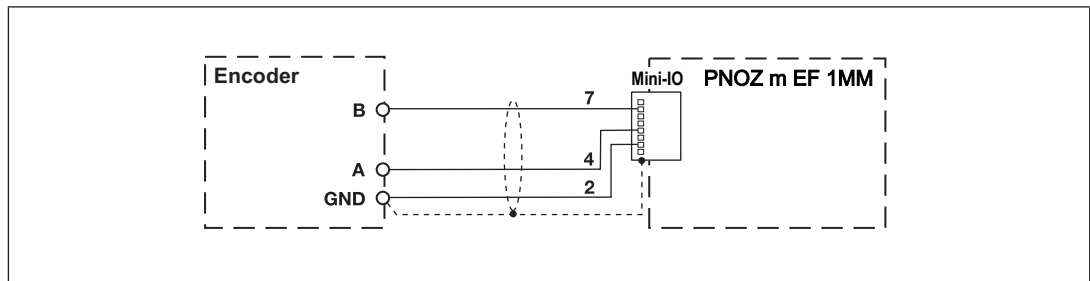 Encoder
Mini-IO
PNOZ m EF 1MM
B
7
A
4
GND
2